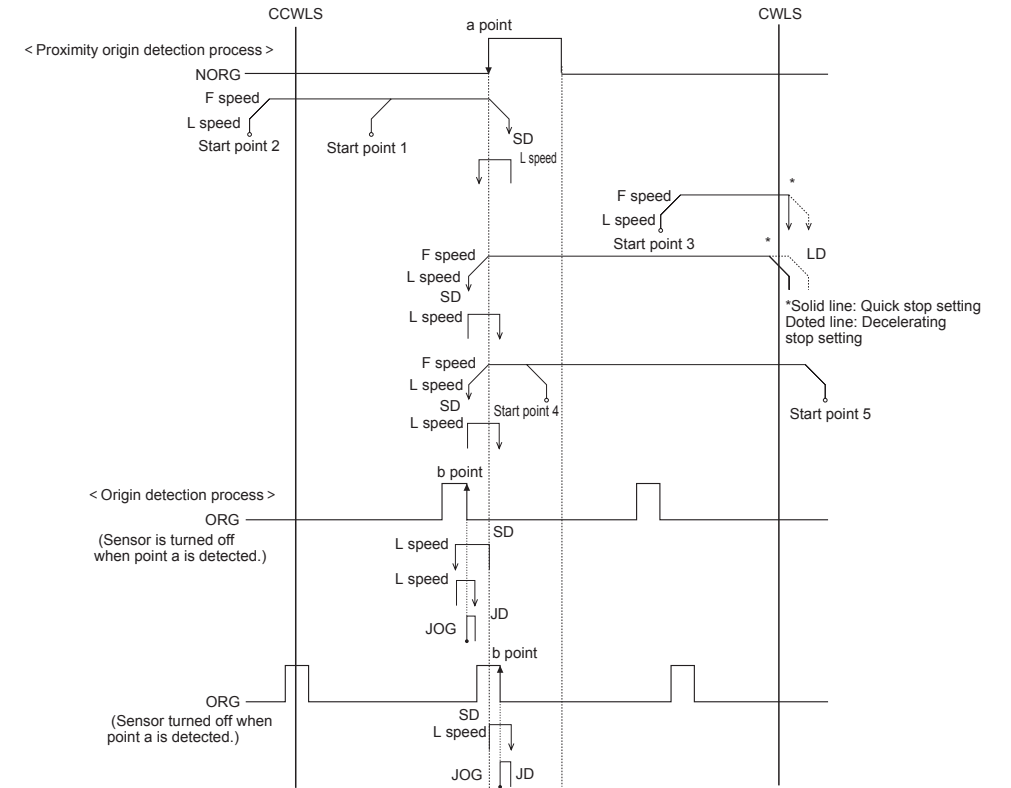 CCWLS
CWLS
a point
< Proximity origin detection process >
NORG
F speed
L speed
Start point 2
Start point 1
SD
L speed
F speed
*
L speed
Start point 3
*
LD
F speed
L speed
SD
*Solid line: Quick stop setting
Doted line: Decelerating
stop setting
L speed
F speed
L speed
SD
Start point 4
Start point 5
L speed
b point
< Origin detection process >
ORG
(Sensor is turned off
when point a is detected.)
SD
L speed
L speed
JD
JOG
b point
ORG
(Sensor turned off when
point a is detected.)
SD
L speed
JOG
JD